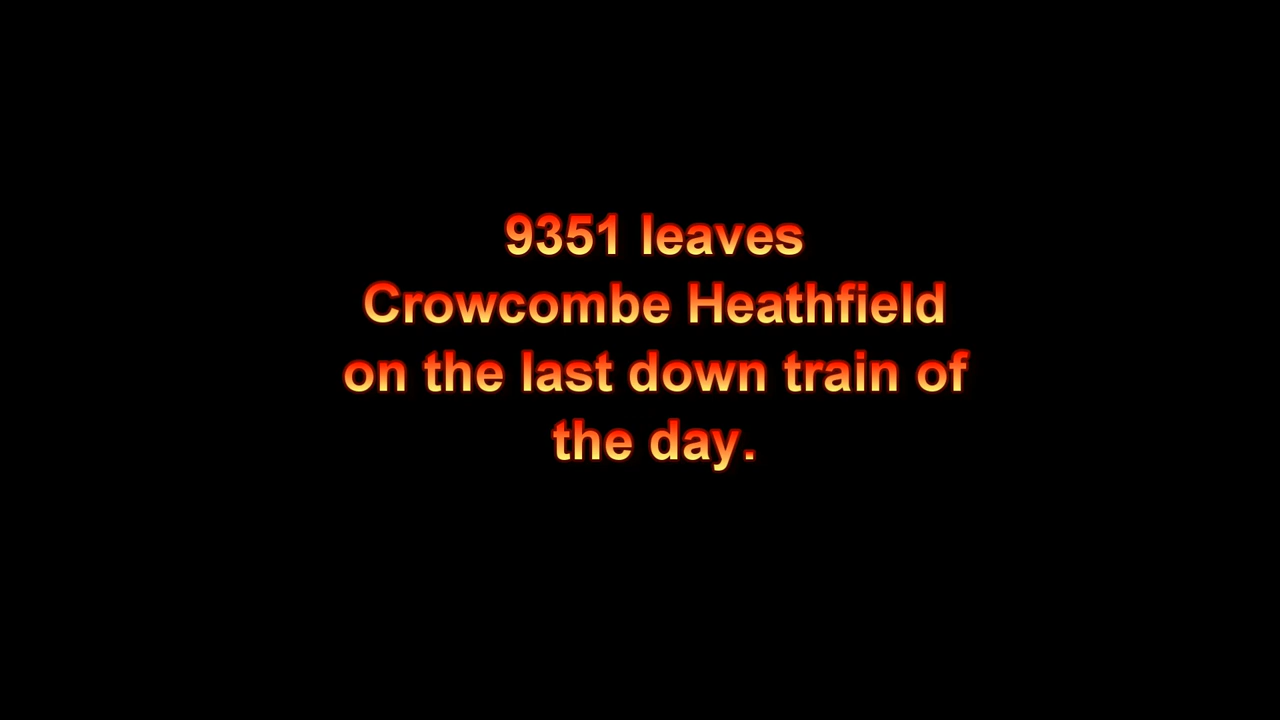 9351 leaves
Crowcombe Heathfield
on the last down train of
the day.